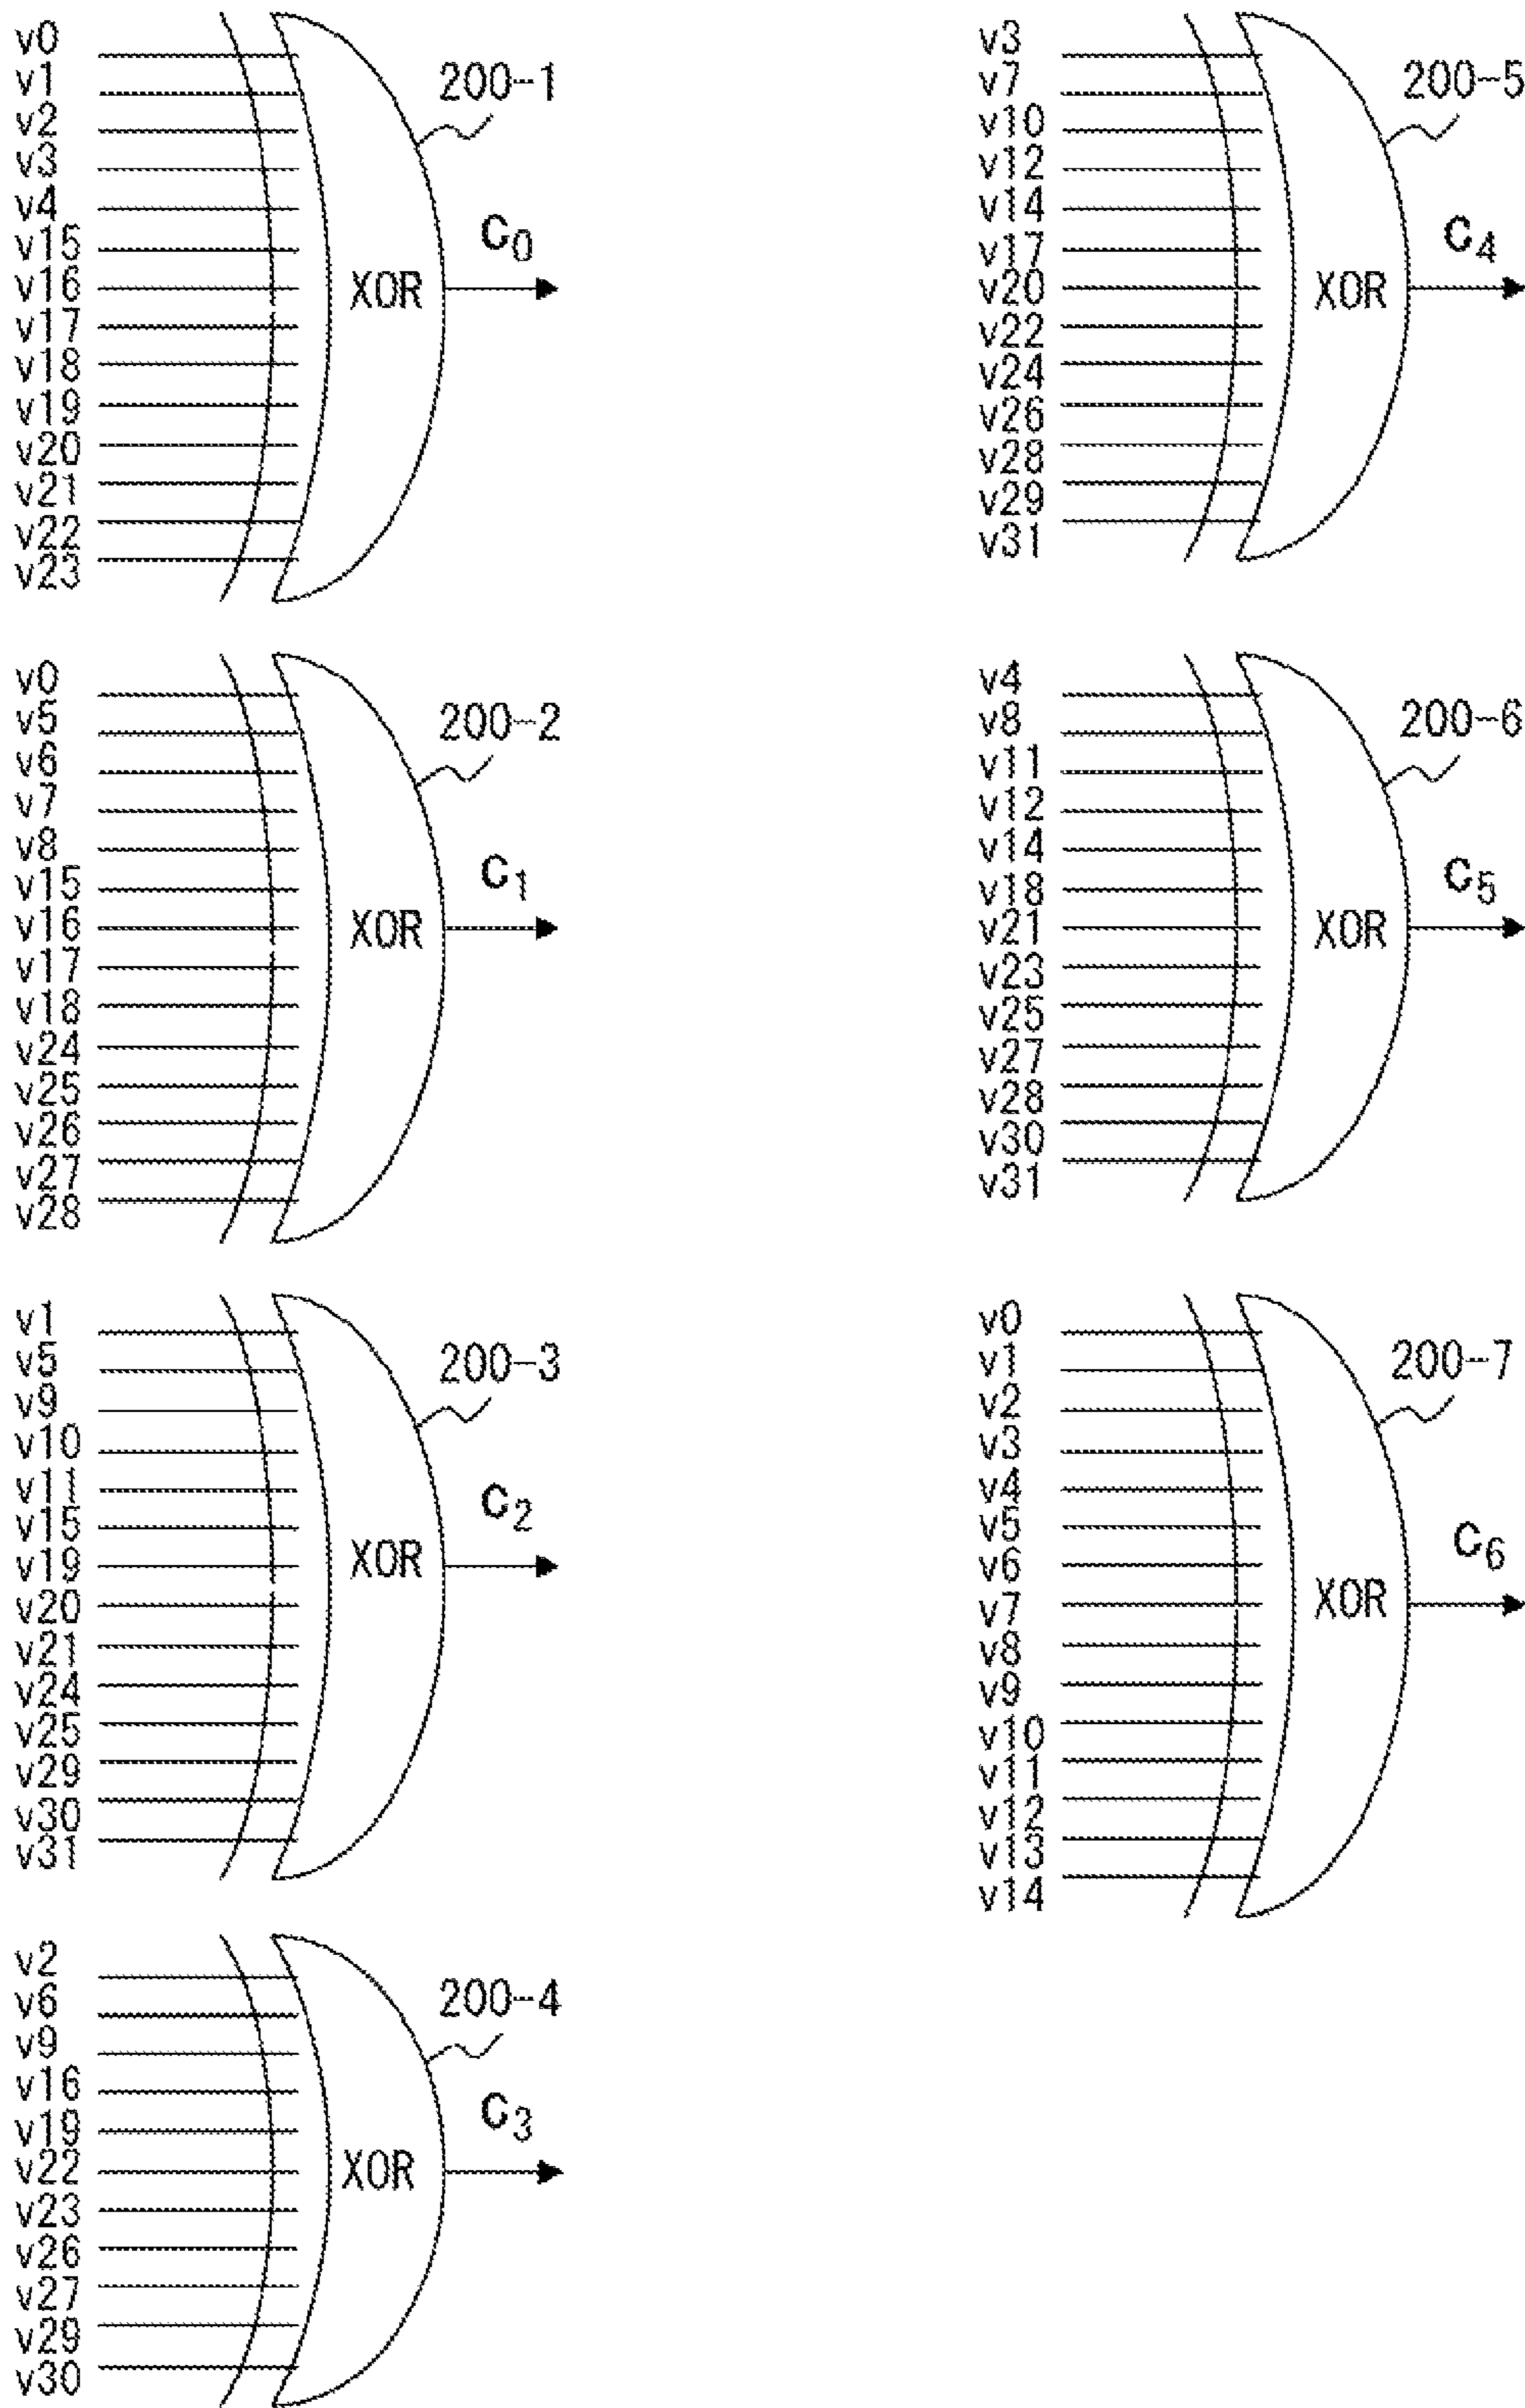 v0
v1
v2
v3
v4
v15
v16
v17
v18
v19
v20
v21
v22
v23
XOR
200-1
C0
v0
v5
v6
v7
v8
v15
v16
v17
v18
v24
v25
v26
v27
v28
XOR
200-2
C1
v1
v5
v9
v10
v11
v15
v19
v20
v21
v24
v25
v29
v30
v31
XOR
200-3
C2
v2
v6
v9
v16
v19
v22
v23
v26
v27
v29
v30
XOR
200-4
C3
v3
v7
v10
v12
v14
v17
v20
v22
v24
v26
v28
v29
v31
XOR
200-5
C4
v4
v8
v11
v12
v14
v18
v21
v23
v25
v27
v28
v30
v31
XOR
200-6
C5
v0
v1
v2
v3
v4
v5
v6
v7
v8
v9
v10
v11
v12
v13
v14
XOR
200-7
C6